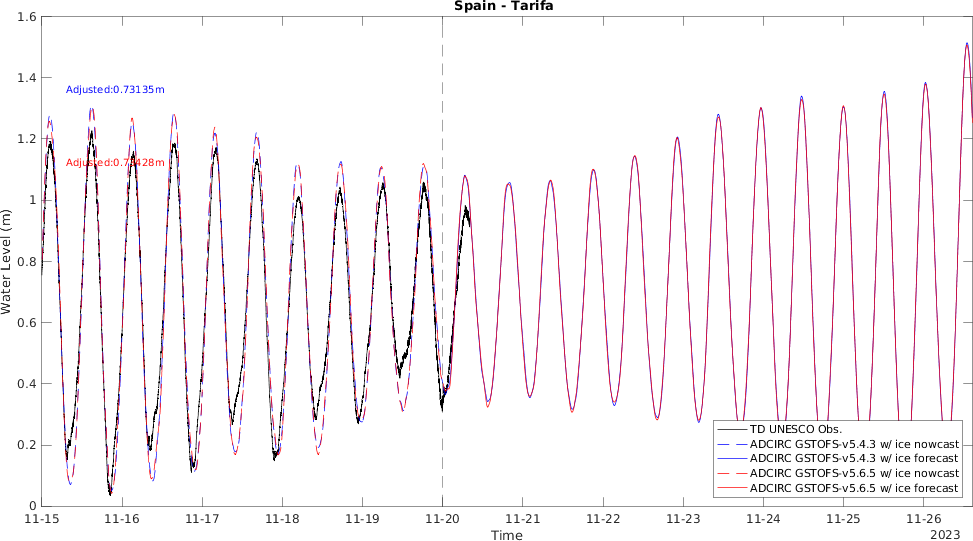 Spain - Tarifa
1.6
1.4
1.2
1
0.8
0.6
0.4
0.2
0
Water Level (m)
Adjusted:0.73135m
11-15
11-16
11-17
11-18
11-19
11-20
11-21
11-22
11-23
11-24
11-25
11-26
2023
Time
TD UNESCO Obs.
ADCIRC GSTOFS-v5.4.3 w/ ice nowcast
ADCIRC GSTOFS-v5.4.3 w/ ice forecast
ADCIRC GSTOFS-v5.6.5 w/ ice nowcast
ADCIRC GSTOFS-v5.6.5 w/ ice forecast